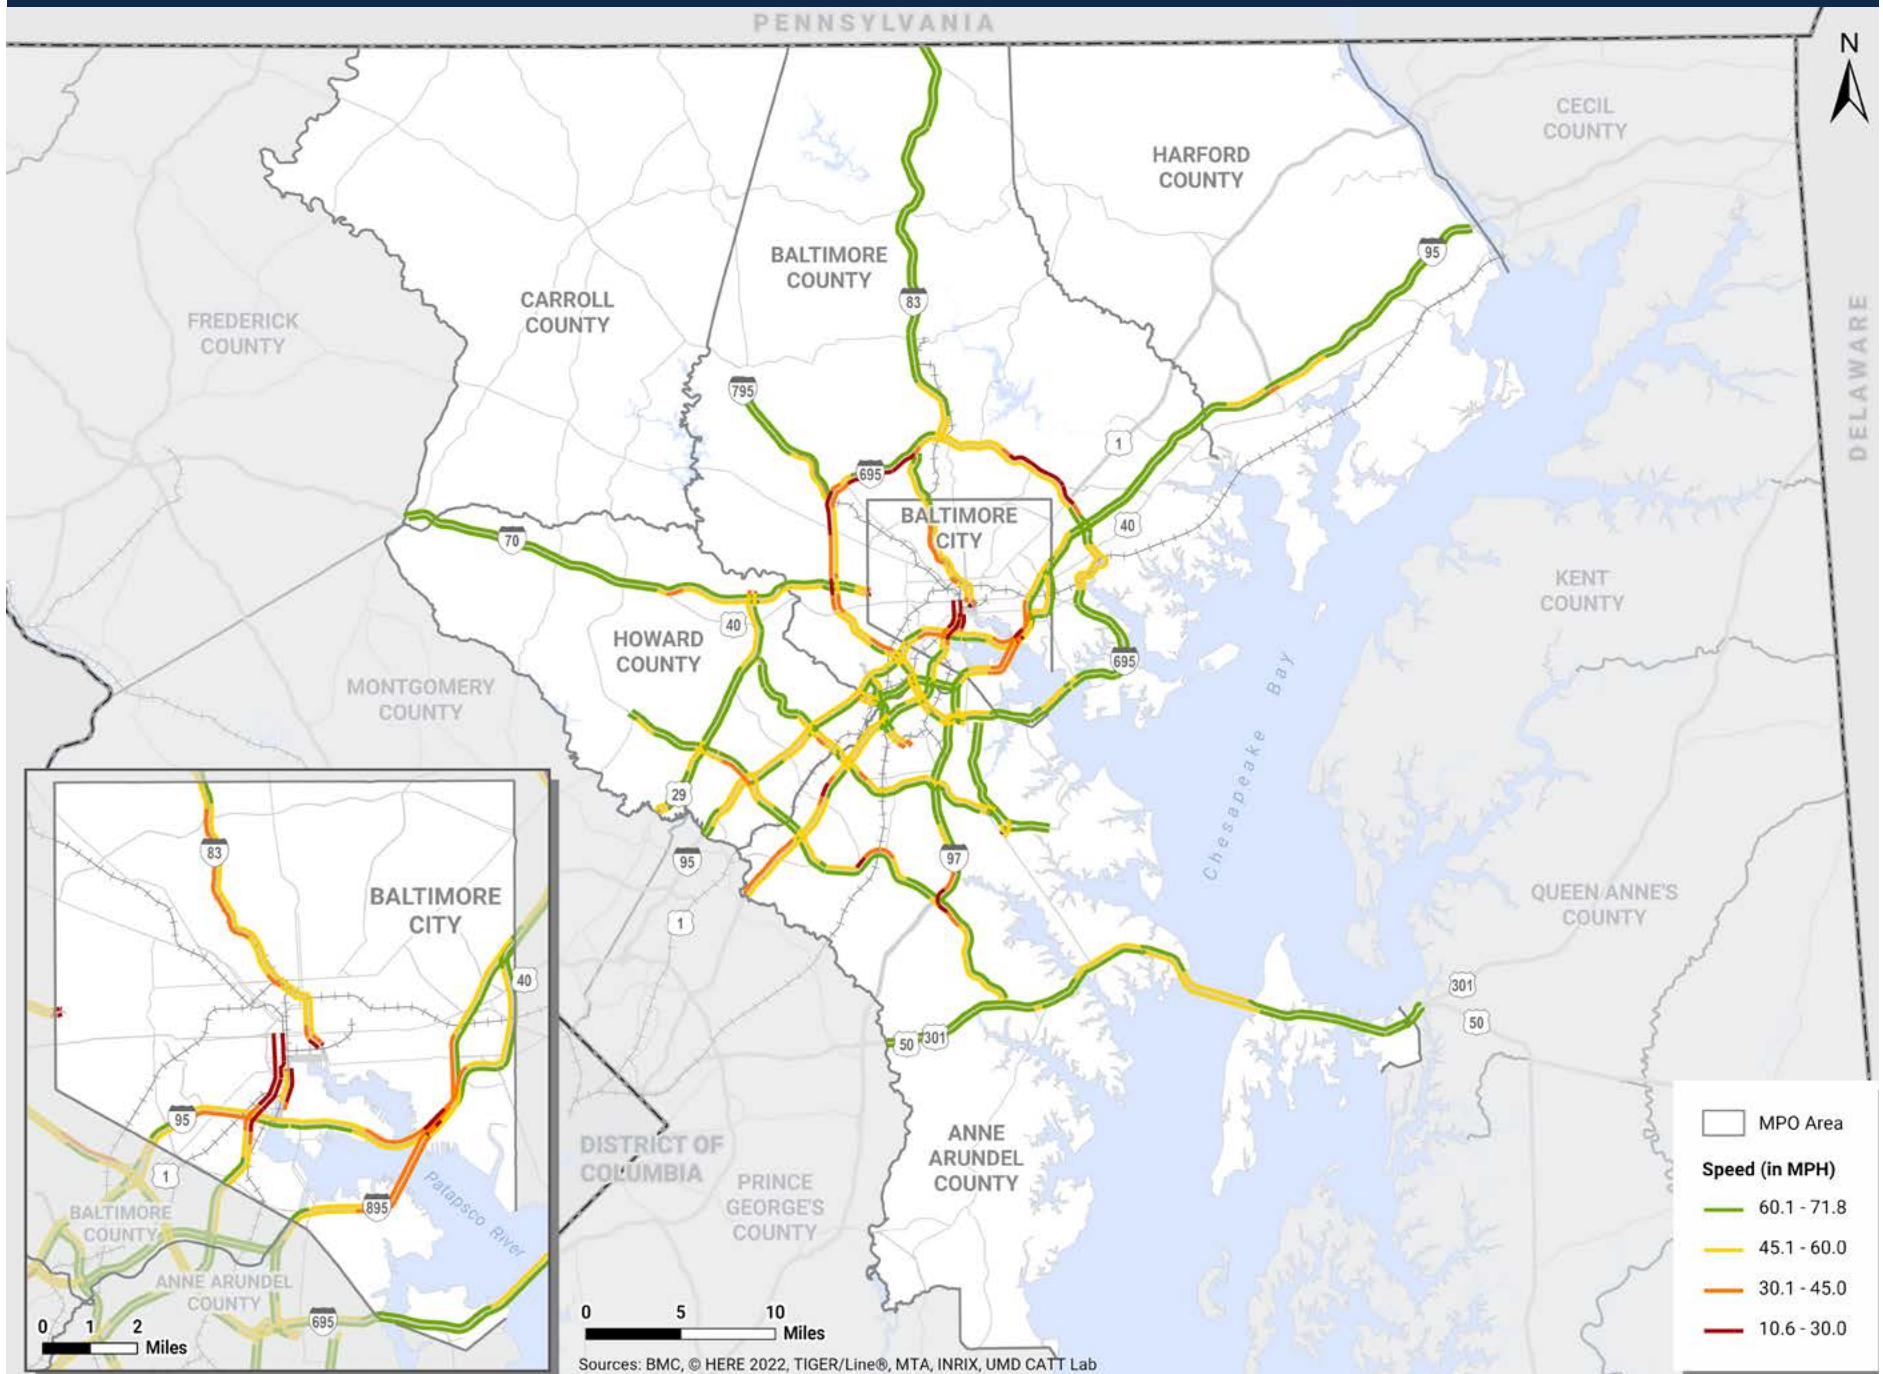 PENNSYLVANIA
N
CECIL
COUNTY
HARFORD
COUNTY
95
BALTIMORE
COUNTY
83
CARROLL
COUNTY
FREDERICK
COUNTY
DELAWARE
795
1
695
BALTIMORE
CITY
40
70
KENT
COUNTY
40
HOWARD
COUNTY
695
MONTGOMERY
COUNTY
Chesapeake Bay
29
95
97
1
QUEEN ANNE'S
COUNTY
301
50
50
301
DISTRICT OF
COLUMBIA
PRINCE
GEORGE'S
COUNTY
ANNE
ARUNDEL
COUNTY
83
BALTIMORE
CITY
40
95
1
895
Patapsco River
BALTIMORE
COUNTY
ANNE ARUNDEL
COUNTY
695
0 1 2
Miles
0 5 10
Miles
Sources: BMC, © HERE 2022, TIGER/Line®, MTA, INRIX, UMD CATT Lab
MPO Area
Speed (in MPH)
60.1 - 71.8
45.1 - 60.0
30.1 - 45.0
10.6 - 30.0